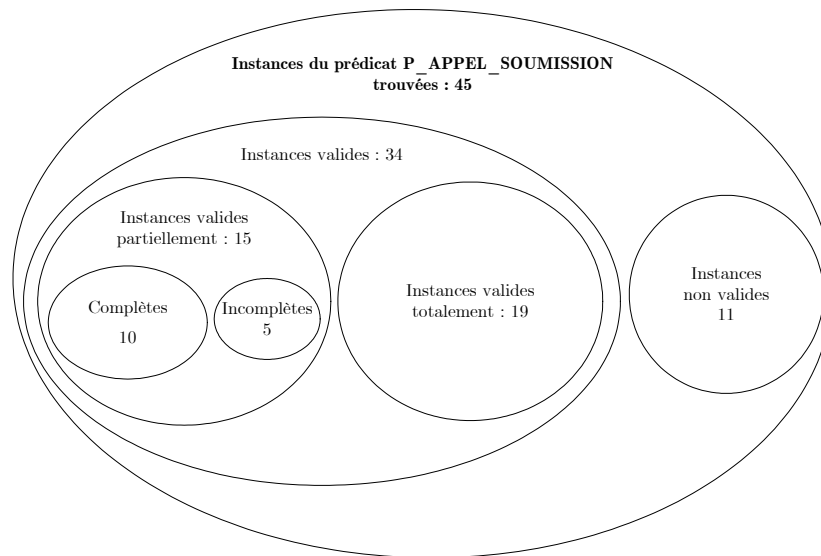 Instances du prédicat P_APPEL_SOUMISSION
trouvées : 45
Instances valides : 34
Instances valides
partiellement : 15
Complètes
10
Incomplètes
5
Instances valides
totalement : 19
Instances
non valides
11